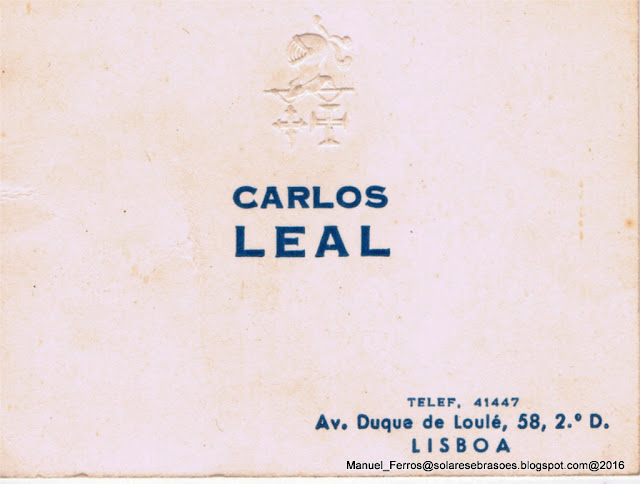 CARLOS
LEAL
TELEF, 41447
Av. Duque de Loulé, 58, 2.º D.
LISBOA
Manuel_Ferros@solaresebrasoes.blogspot.com@2016